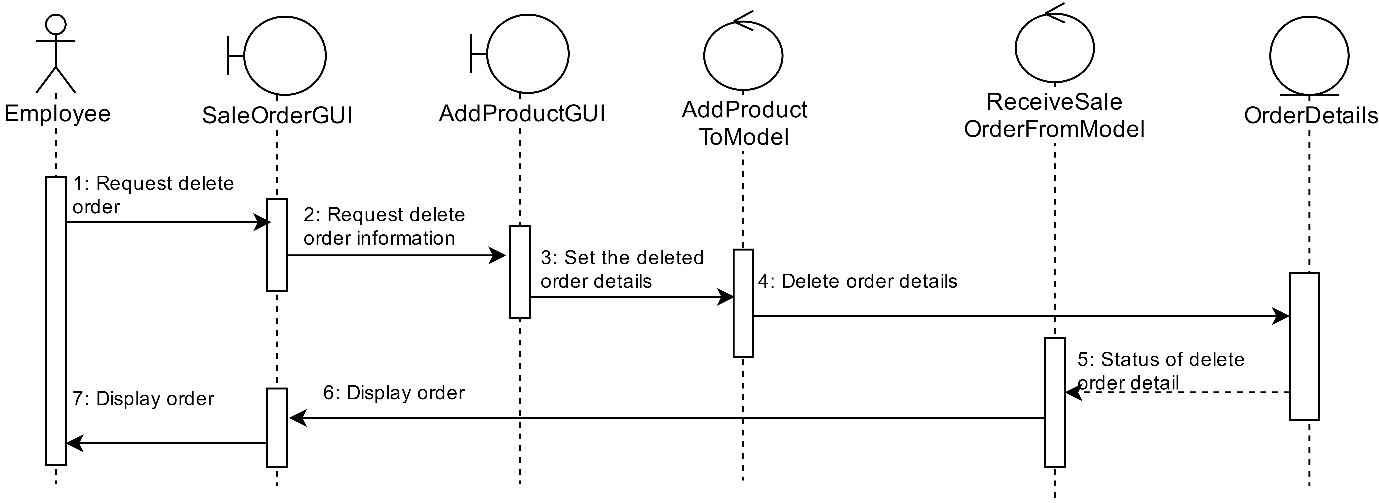 Employee
SaleOrderGUI
AddProductGUI
AddProduct
ToModel
ReceiveSale
OrderFromModel
OrderDetails
1: Request delete
order
2: Request delete
order information
3: Set the deleted
order details
4: Delete order details
5: Status of delete
order detail
6: Display order
7: Display order